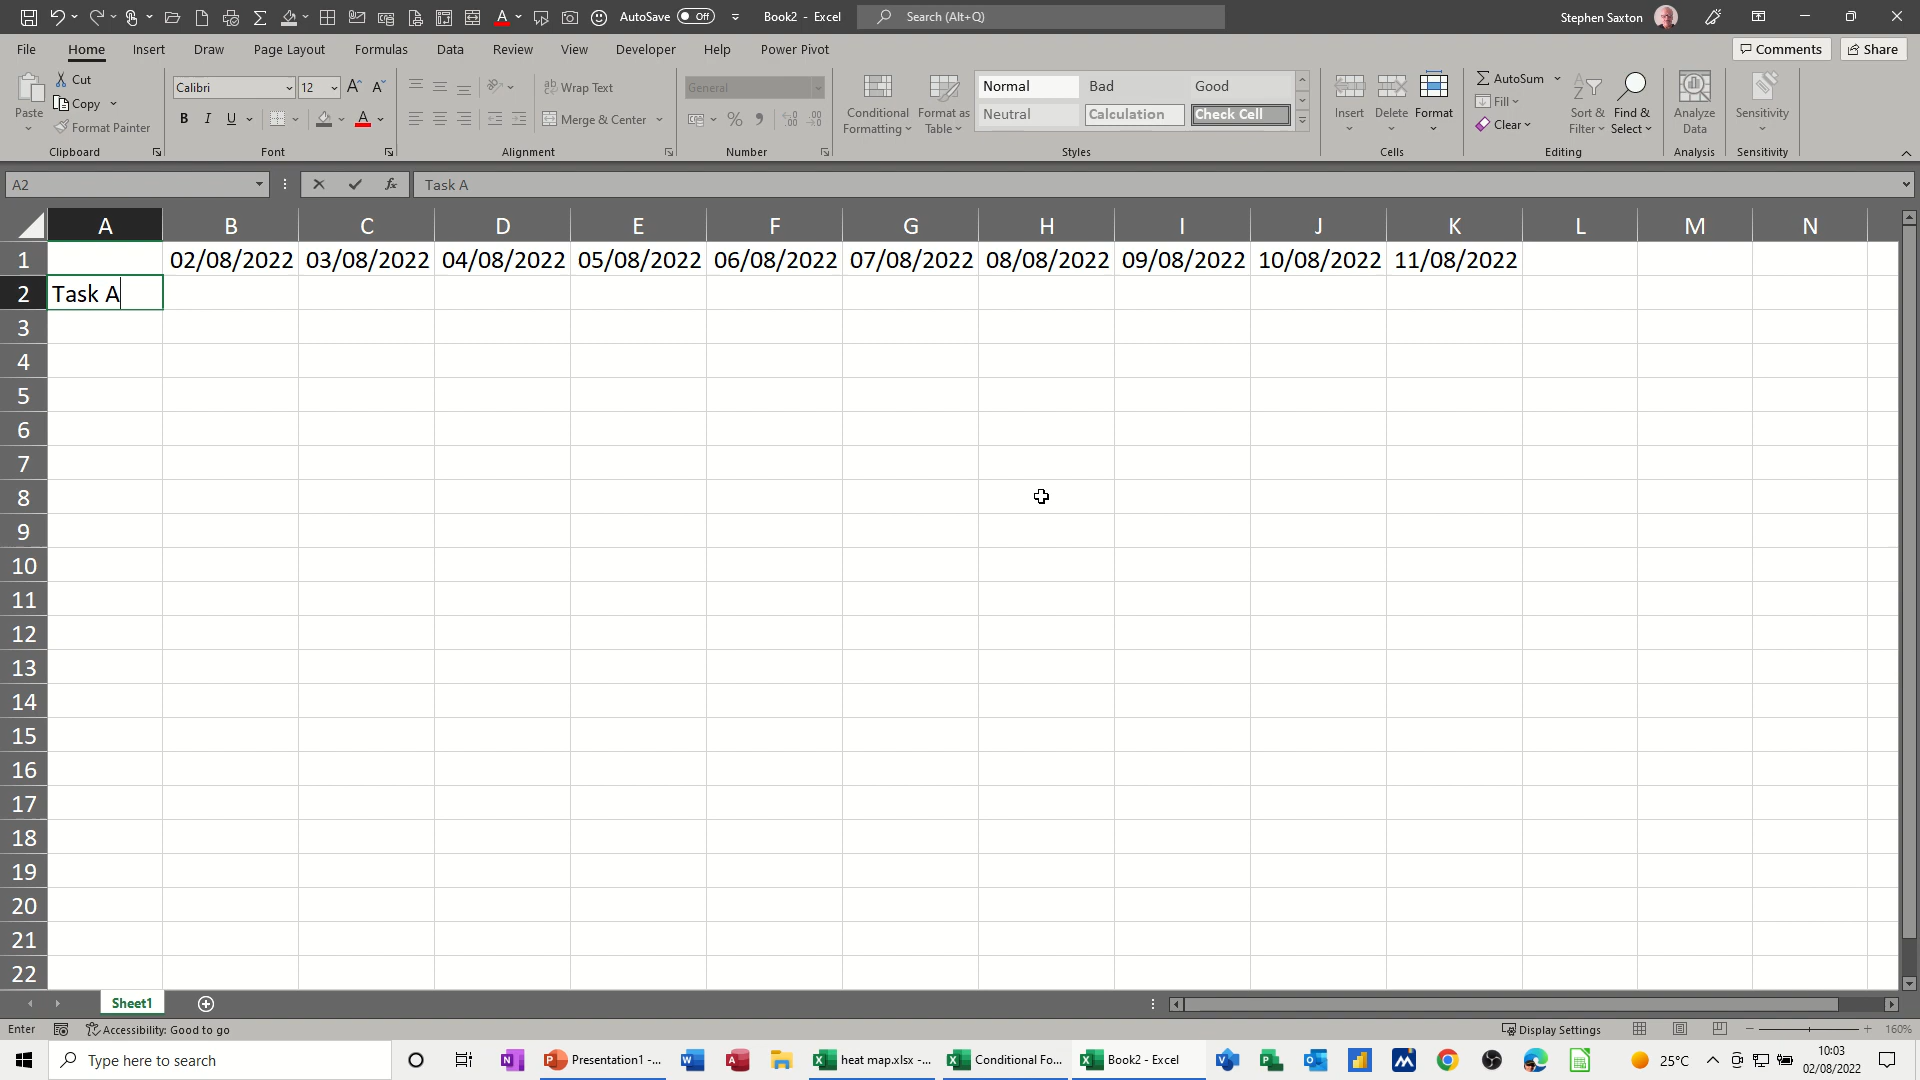 AutoSave Off Book2 - Excel Search (Alt+Q) Stephen Saxton
File Home Insert Draw Page Layout Formulas Data Review View Developer Help Power Pivot Comments Share
Cut
Copy
Format Painter
Paste
Clipboard
Calibri 12
B I U
Font
Wrap Text
Merge & Center
Alignment
General
Number
Conditional Formatting
Format as Table
Normal Bad Good
Neutral Calculation Check Cell
Styles
Insert Delete Format
Cells
AutoSum
Fill
Clear
Sort & Filter
Find & Select
Editing
Analyze Data
Analysis
Sensitivity
Sensitivity
A2 fx Task A
A B C D E F G H I J K L M N
1 02/08/2022 03/08/2022 04/08/2022 05/08/2022 06/08/2022 07/08/2022 08/08/2022 09/08/2022 10/08/2022 11/08/2022
2 Task A
3
4
5
6
7
8
9
10
11
12
13
14
15
16
17
18
19
20
21
22
Sheet1
Enter Accessibility: Good to go Display Settings 160%
Type here to search Presentation1 -... heat map.xlsx -... Conditional Fo... Book2 - Excel 25°C 10:03
02/08/2022